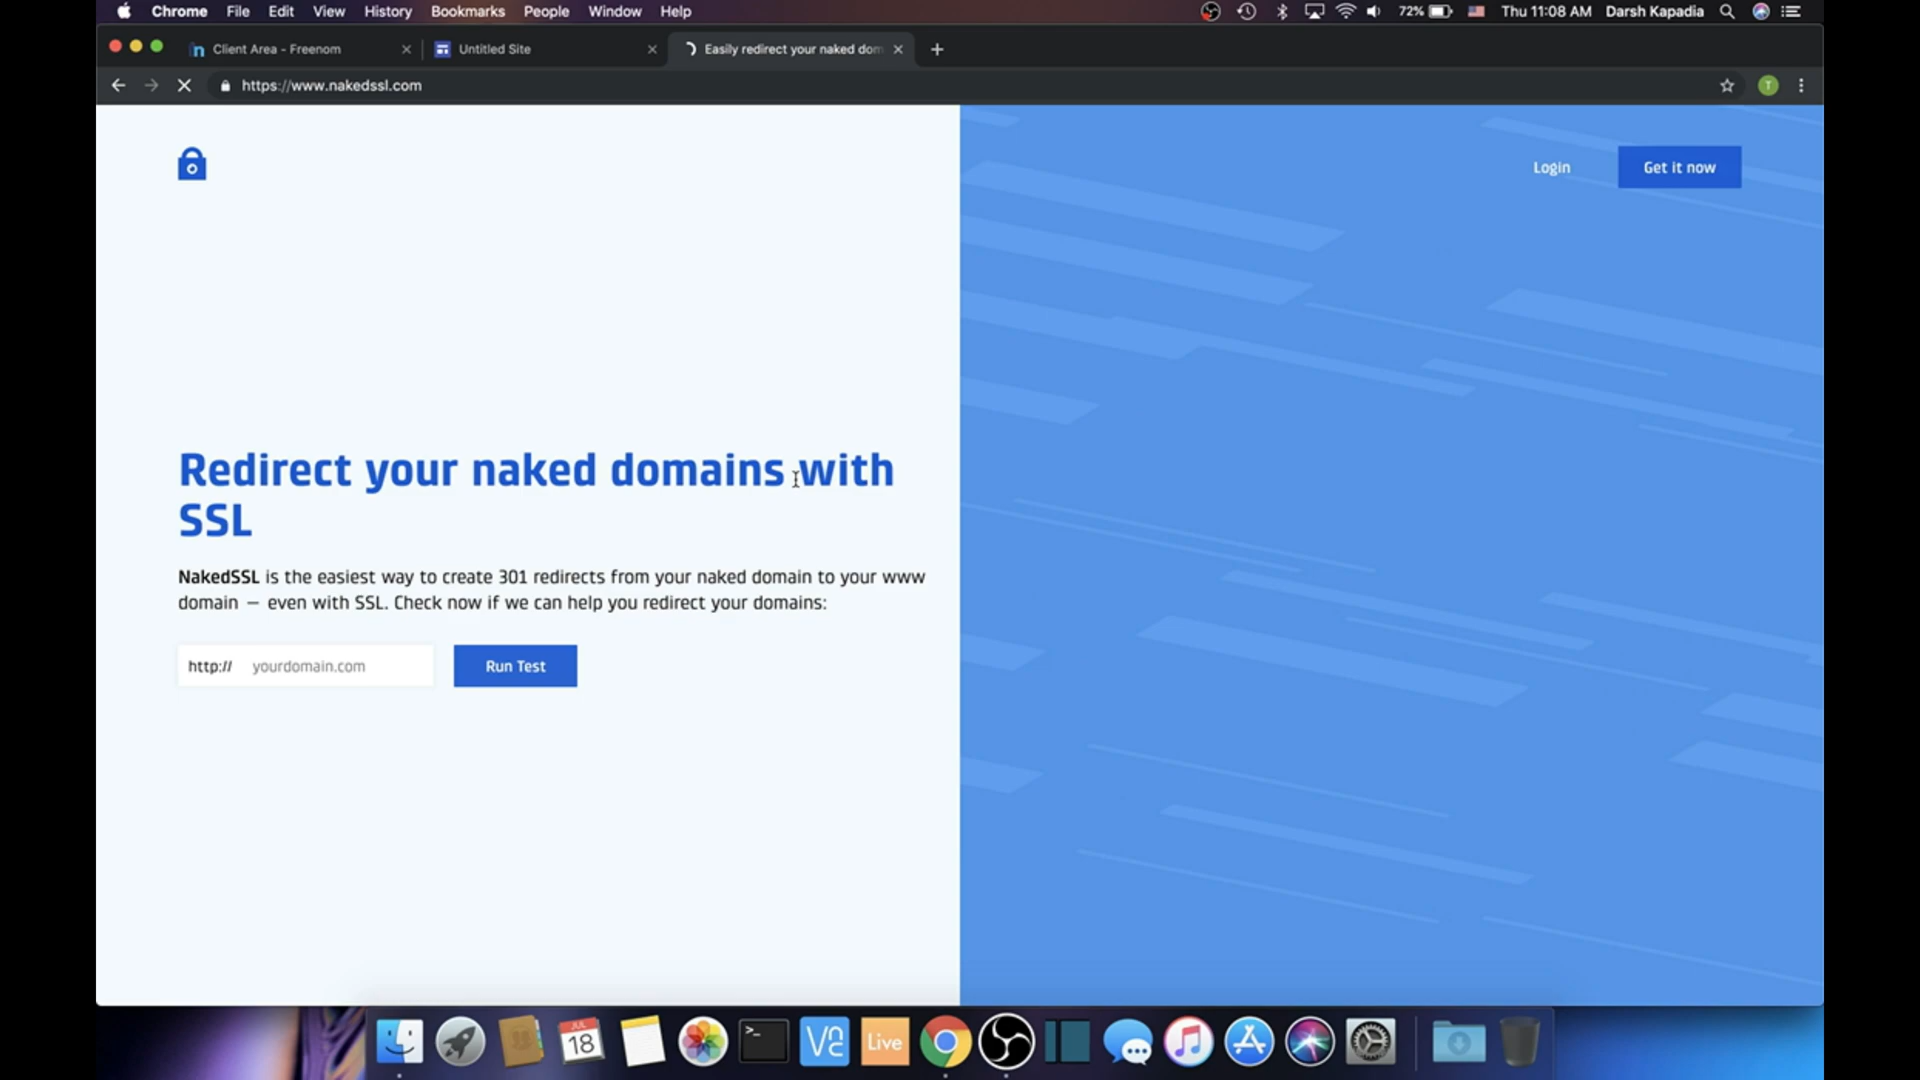 Chrome File Edit View History Bookmarks People Window Help 72% Thu 11:08 AM Darsh Kapadia
Client Area - Freenom Untitled Site Easily redirect your naked dom
https://www.nakedssl.com T
Login Get it now
Redirect your naked domains with
SSL
NakedSSL is the easiest way to create 301 redirects from your naked domain to your www
domain — even with SSL. Check now if we can help you redirect your domains:
http:// yourdomain.com Run Test
JUL
18 >_ Live